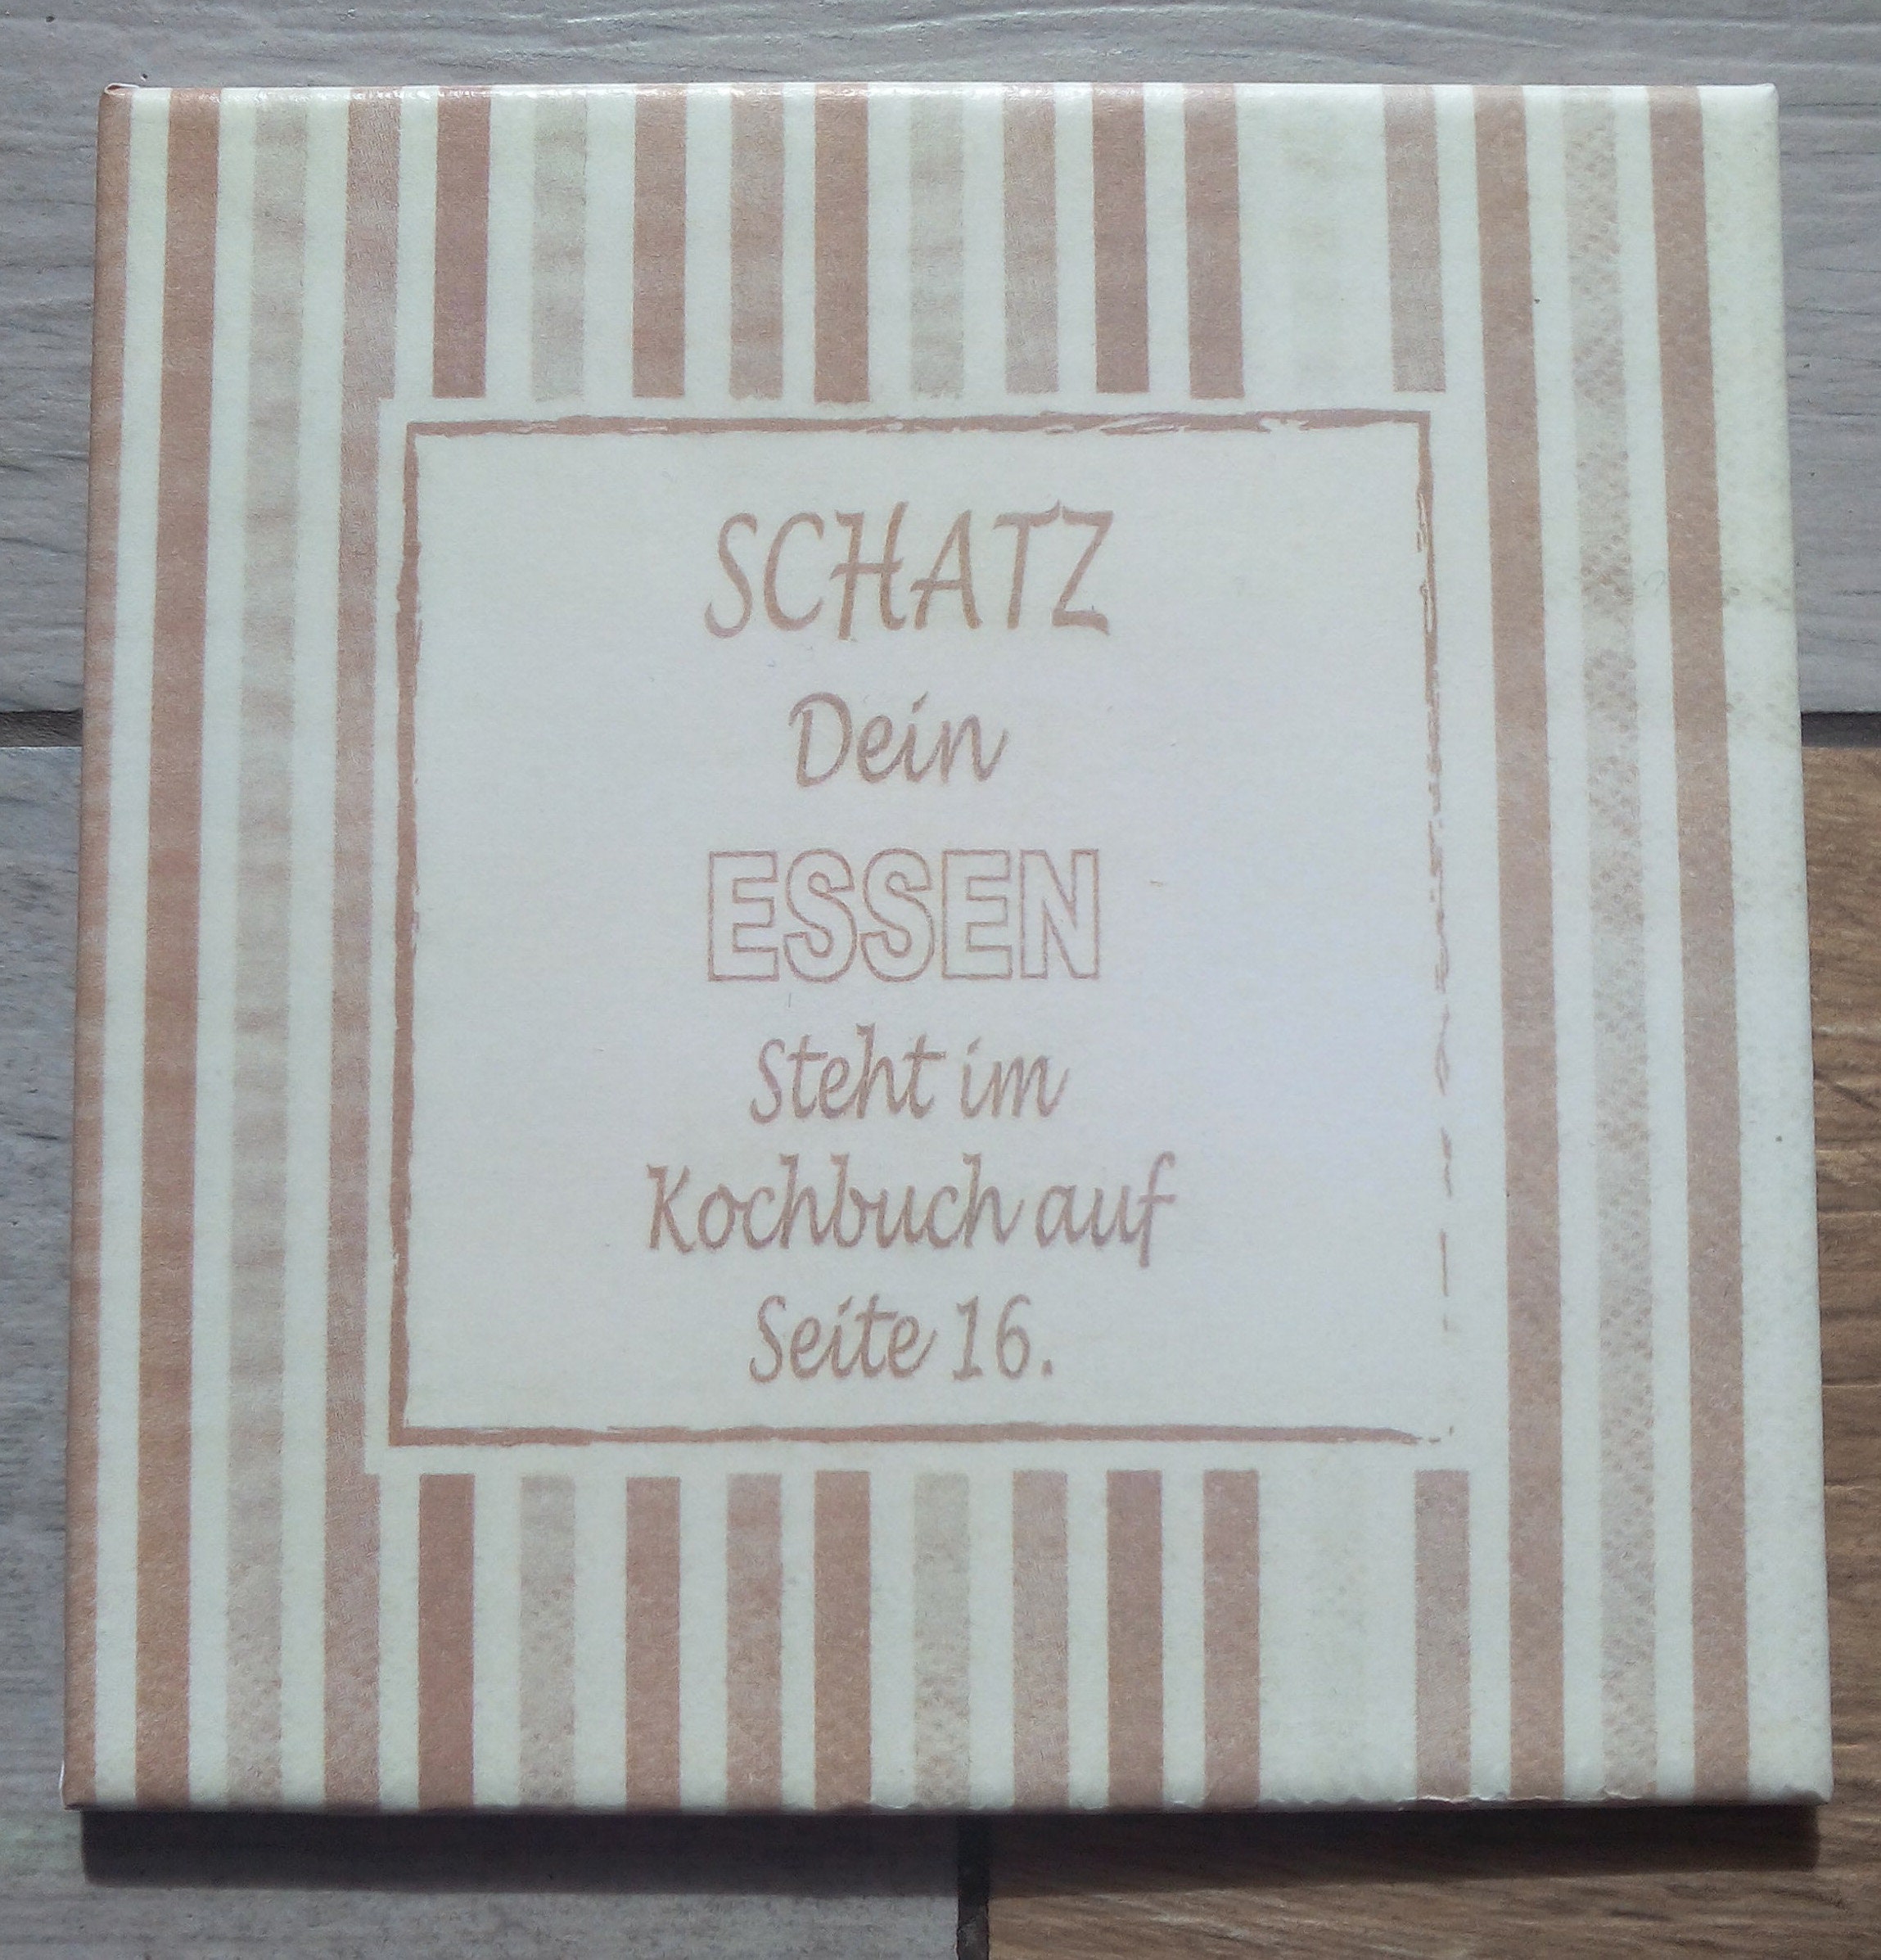 SCHATZ
Dein
ESSEN
Steht im
Kochbuch auf
Seite 16.